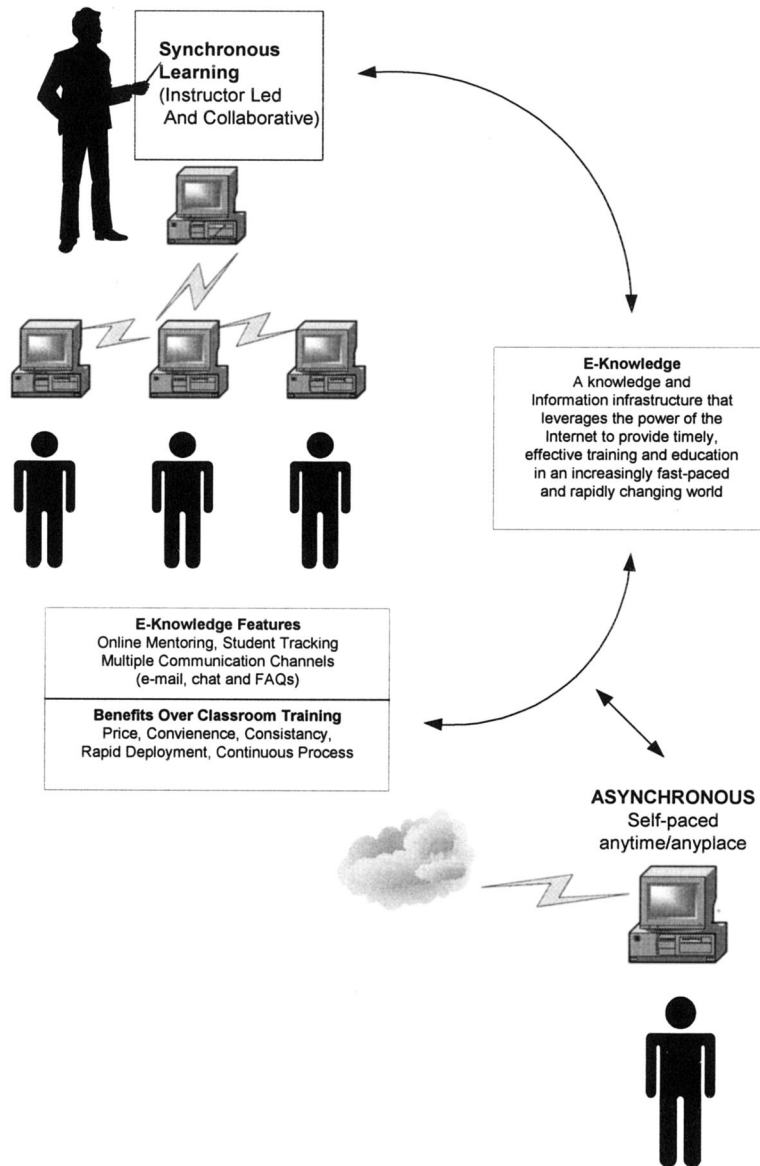 Synchronous
Learning
(Instructor Led
And Collaborative)
E-Knowledge
A knowledge and
Information infrastructure that
leverages the power of the
Internet to provide timely,
effective training and education
in an increasingly fast-paced
and rapidly changing world
E-Knowledge Features
Online Mentoring, Student Tracking
Multiple Communication Channels
(e-mail, chat and FAQs)
Benefits Over Classroom Training
Price, Convienence, Consistancy,
Rapid Deployment, Continuous Process
ASYNCHRONOUS
Self-paced
anytime/anyplace